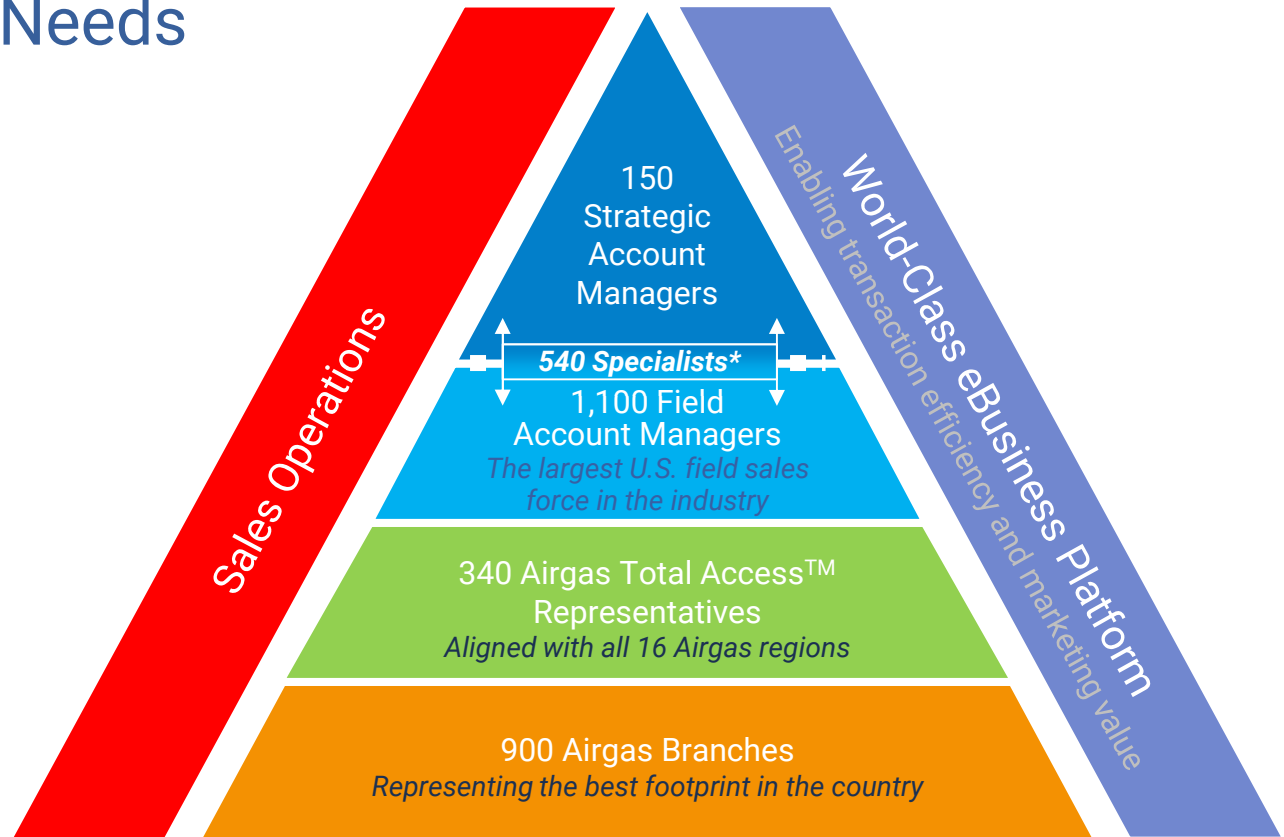 Needs
150
Strategic
Account
Managers
540 Specialists*
1,100 Field
Account Managers
The largest U.S. field sales
force in the industry
340 Airgas Total Access™
Representatives
Aligned with all 16 Airgas regions
900 Airgas Branches
Representing the best footprint in the country
Sales Operations
World-Class eBusiness Platform
Enabling transaction efficiency and marketing value